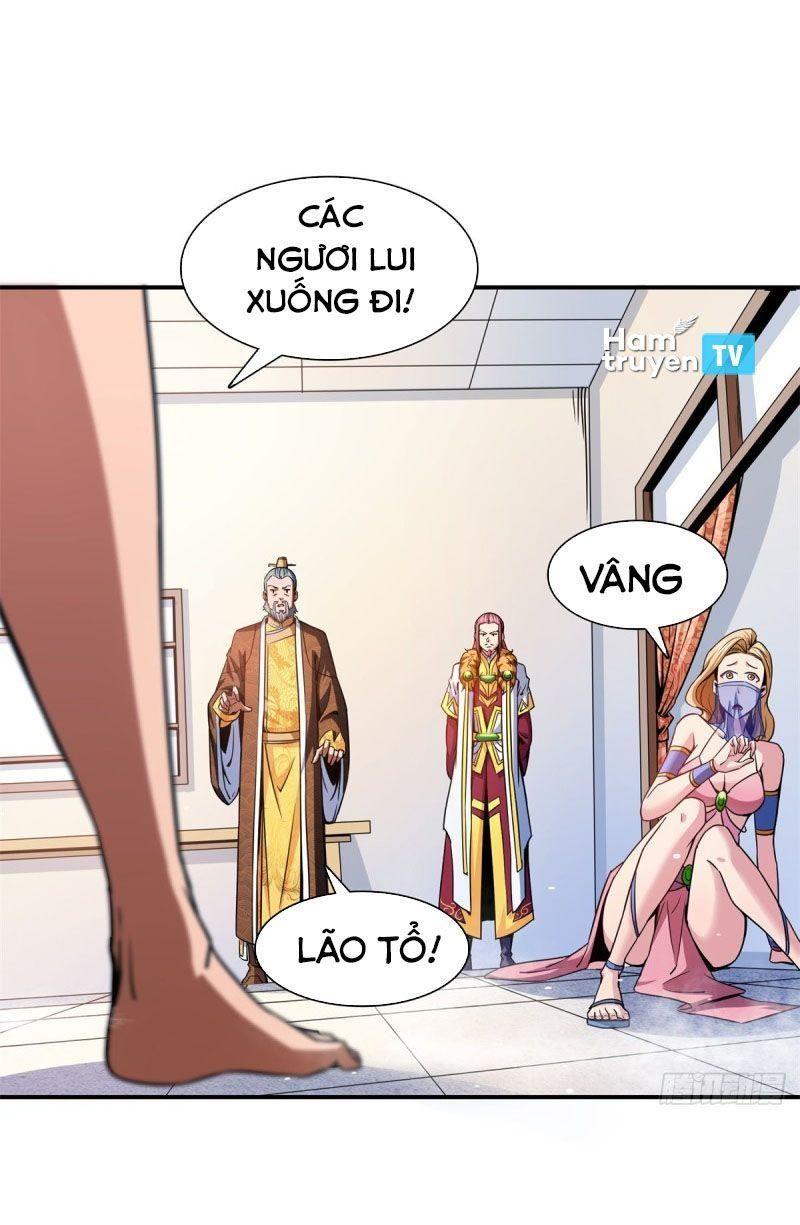 CÁC
NGƯƠI LUI
XUỐNG ĐI!
Ham
truyen TV
VÂNG
LÃO TỔ!